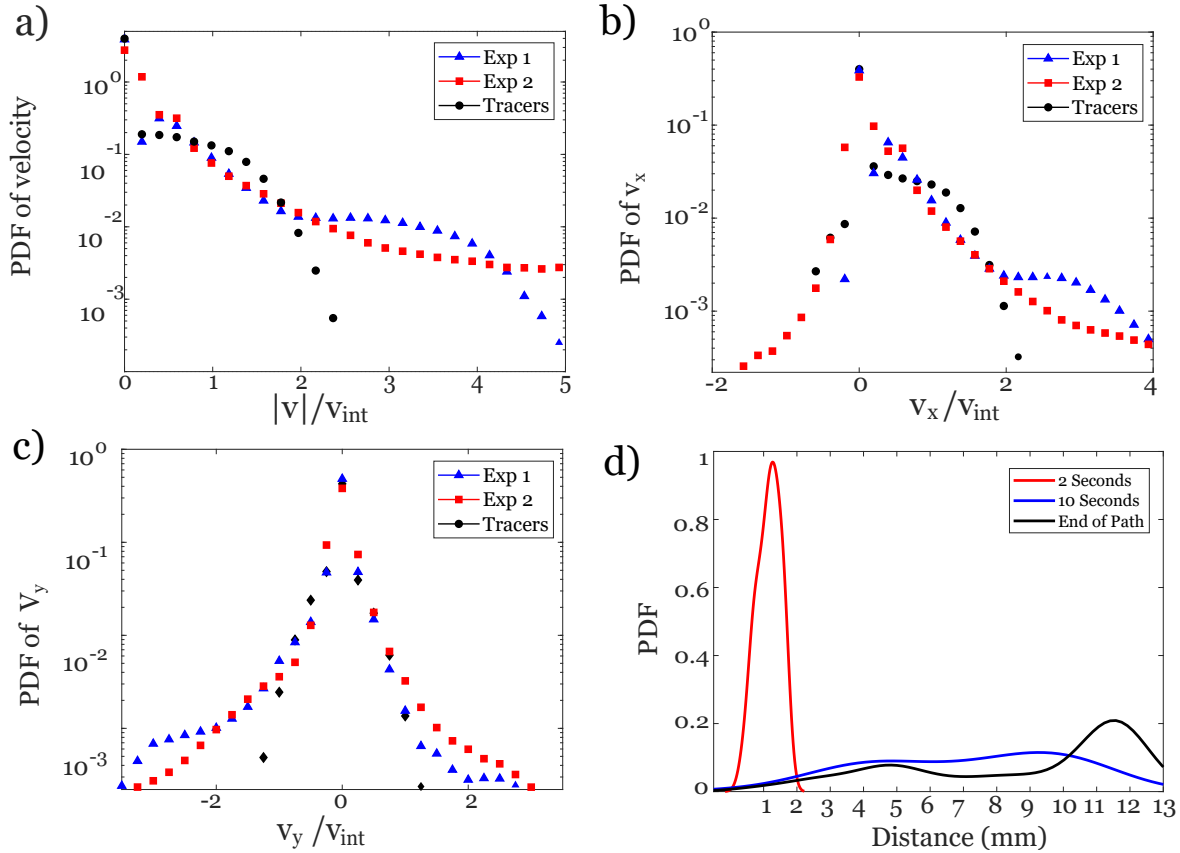 a)
PDF of velocity
10⁰
10⁻¹
10⁻²
10⁻³
0 1 2 3 4 5
|v|/v_int
Exp 1
Exp 2
Tracers
b)
PDF of v_x
10⁰
10⁻¹
10⁻²
10⁻³
-2 0 2 4
v_x/v_int
Exp 1
Exp 2
Tracers
c)
PDF of V_y
10⁰
10⁻¹
10⁻²
10⁻³
-2 0 2
v_y/v_int
Exp 1
Exp 2
Tracers
d)
PDF
1
0.8
0.6
0.4
0.2
0
1 2 3 4 5 6 7 8 9 10 11 12 13
Distance (mm)
2 Seconds
10 Seconds
End of Path